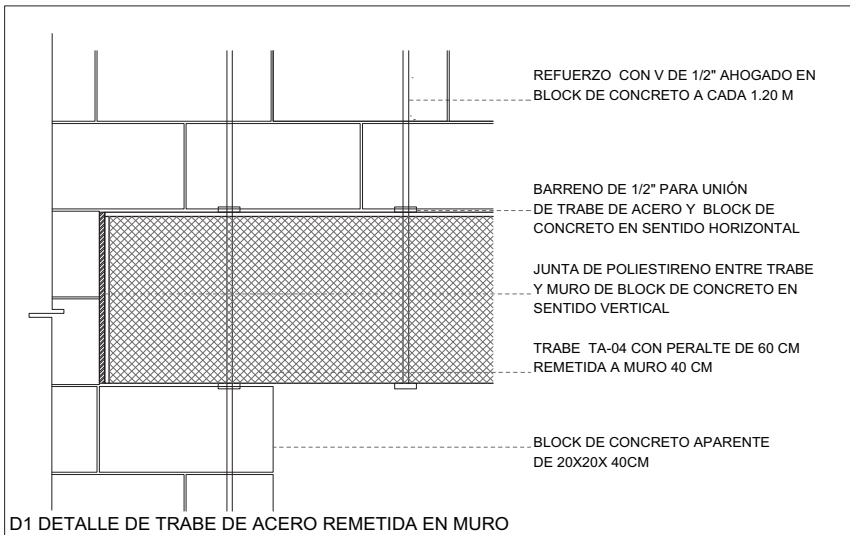 REFUERZO CON V DE 1/2" AHOGADO EN
BLOCK DE CONCRETO A CADA 1.20 M
BARRENO DE 1/2" PARA UNIÓN
DE TRABE DE ACERO Y BLOCK DE
CONCRETO EN SENTIDO HORIZONTAL
JUNTA DE POLIESTIRENO ENTRE TRABE
Y MURO DE BLOCK DE CONCRETO EN
SENTIDO VERTICAL
TRABE TA-04 CON PERALTE DE 60 CM
REMETIDA A MURO 40 CM
BLOCK DE CONCRETO APARENTE
DE 20X20X 40CM
D1 DETALLE DE TRABE DE ACERO REMETIDA EN MURO